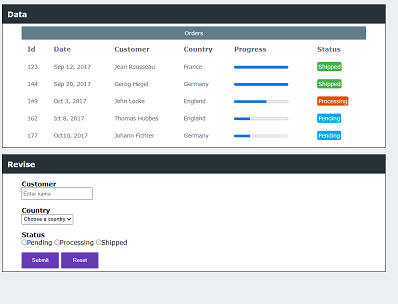 Data
Orders
Id Date Customer Country Progress Status
123 Sep 12, 2017 Jean Rousseau France Shipped
144 Sep 20, 2017 Gerog Hegel Germany Shipped
149 Oct 3, 2017 John Locke England Processing
162 Ict 8, 2017 Thomas Hobbes England Pending
177 Oct10, 2017 Johann Fichter Germany Pending
Revise
Customer
Enter name
Country
Choose a country
Status
Pending Processing Shipped
Submit Reset